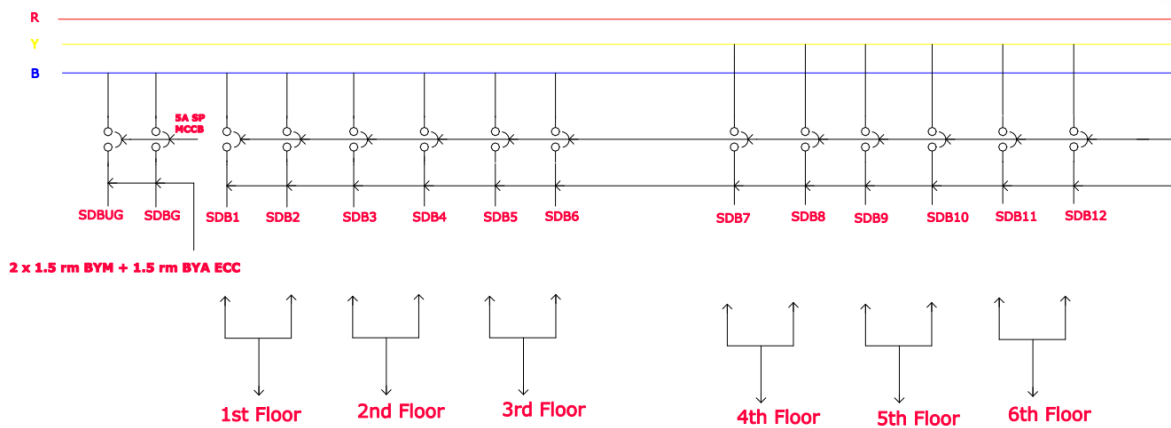 R
Y
B
5A SP
MCCB
SDBUG
SDBG
SDB1
SDB2
SDB3
SDB4
SDB5
SDB6
SDB7
SDB8
SDB9
SDB10
SDB11
SDB12
2 x 1.5 rm BYM + 1.5 rm BYA ECC
1st Floor
2nd Floor
3rd Floor
4th Floor
5th Floor
6th Floor